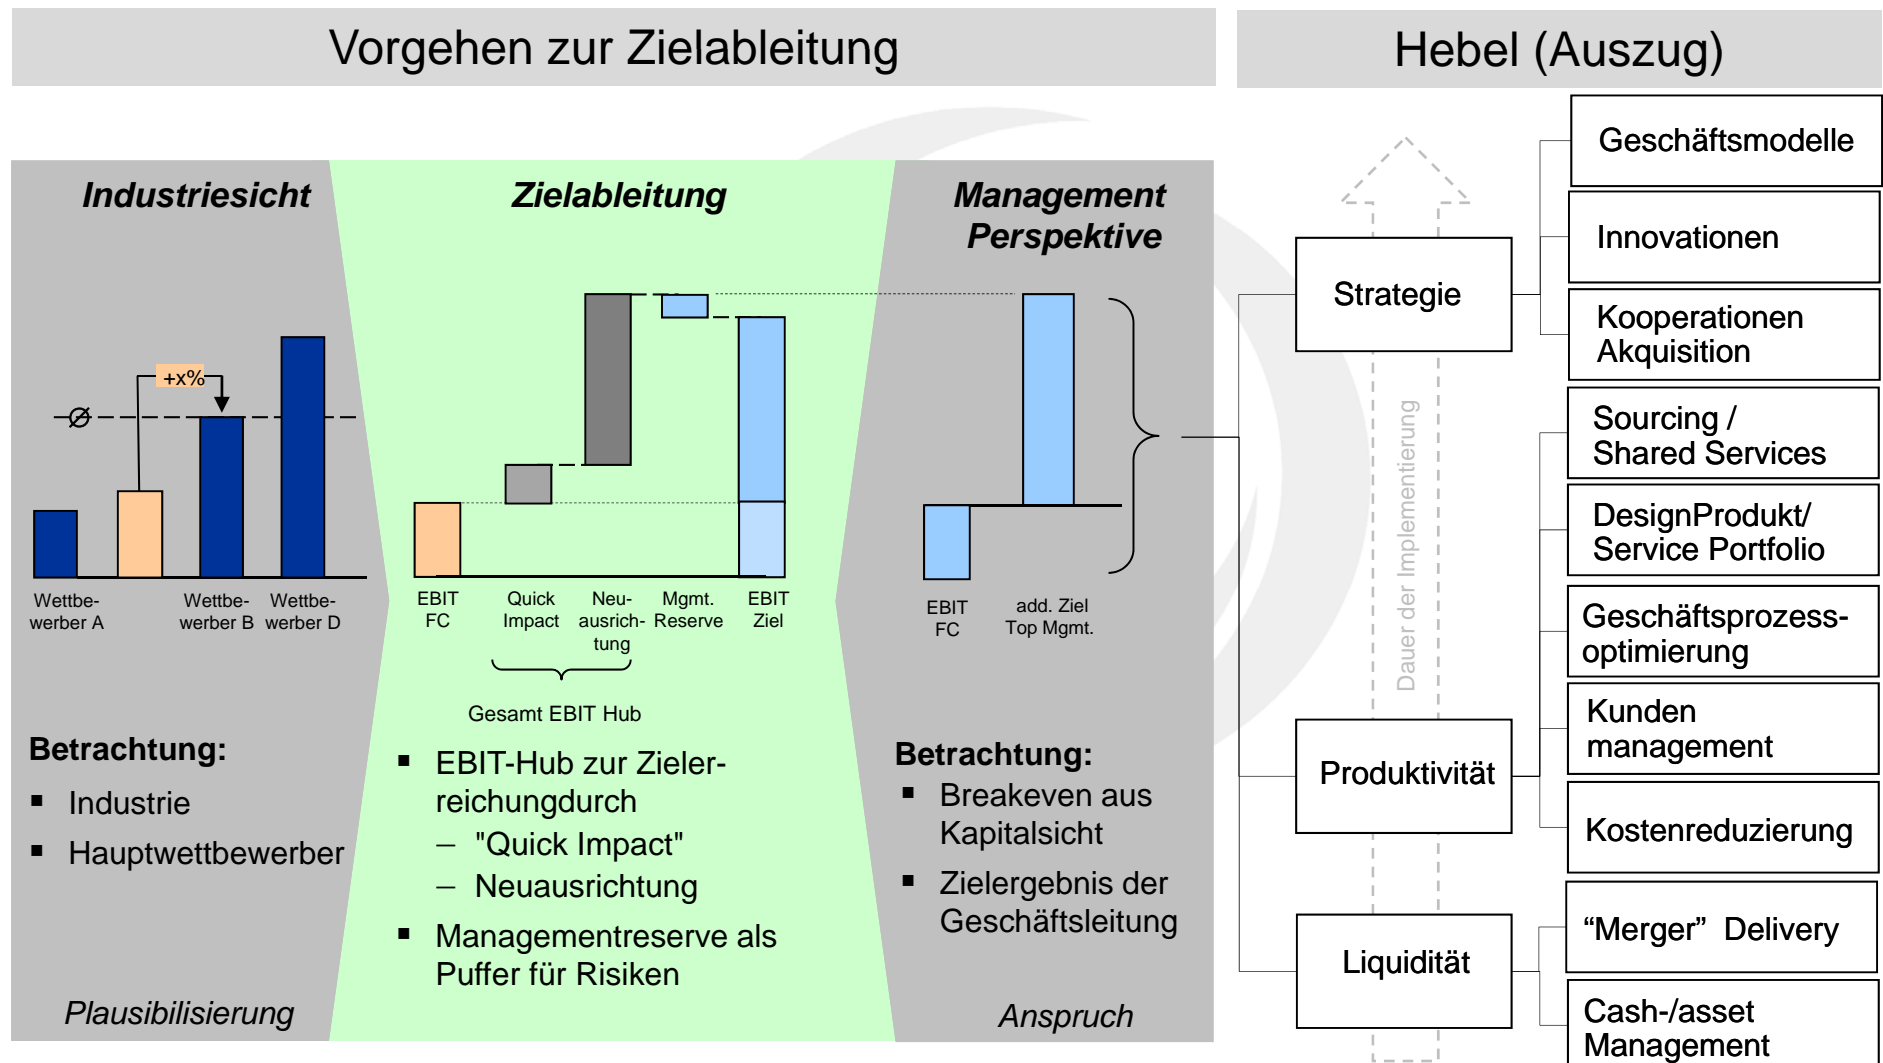 Vorgehen zur Zielableitung
Hebel (Auszug)
Industriesicht
+x%
Ø
Wettbe-
werber A
Wettbe-
werber B
Wettbe-
werber D
Betrachtung:
Industrie
Hauptwettbewerber
Plausibilisierung
Zielableitung
EBIT
FC
Quick
Impact
Neu-
ausrich-
tung
Mgmt.
Reserve
EBIT
Ziel
Gesamt EBIT Hub
EBIT-Hub zur Zieler-
reichungdurch
– "Quick Impact"
– Neuausrichtung
Managementreserve als
Puffer für Risiken
Management
Perspektive
EBIT
FC
add. Ziel
Top Mgmt.
Betrachtung:
Breakeven aus
Kapitalsicht
Zielergebnis der
Geschäftsleitung
Anspruch
Dauer der Implementierung
Strategie
Geschäftsmodelle
Innovationen
Kooperationen
Akquisition
Produktivität
Sourcing /
Shared Services
DesignProdukt/
Service Portfolio
Geschäftsprozess-
optimierung
Kunden
management
Kostenreduzierung
Liquidität
“Merger” Delivery
Cash-/asset
Management